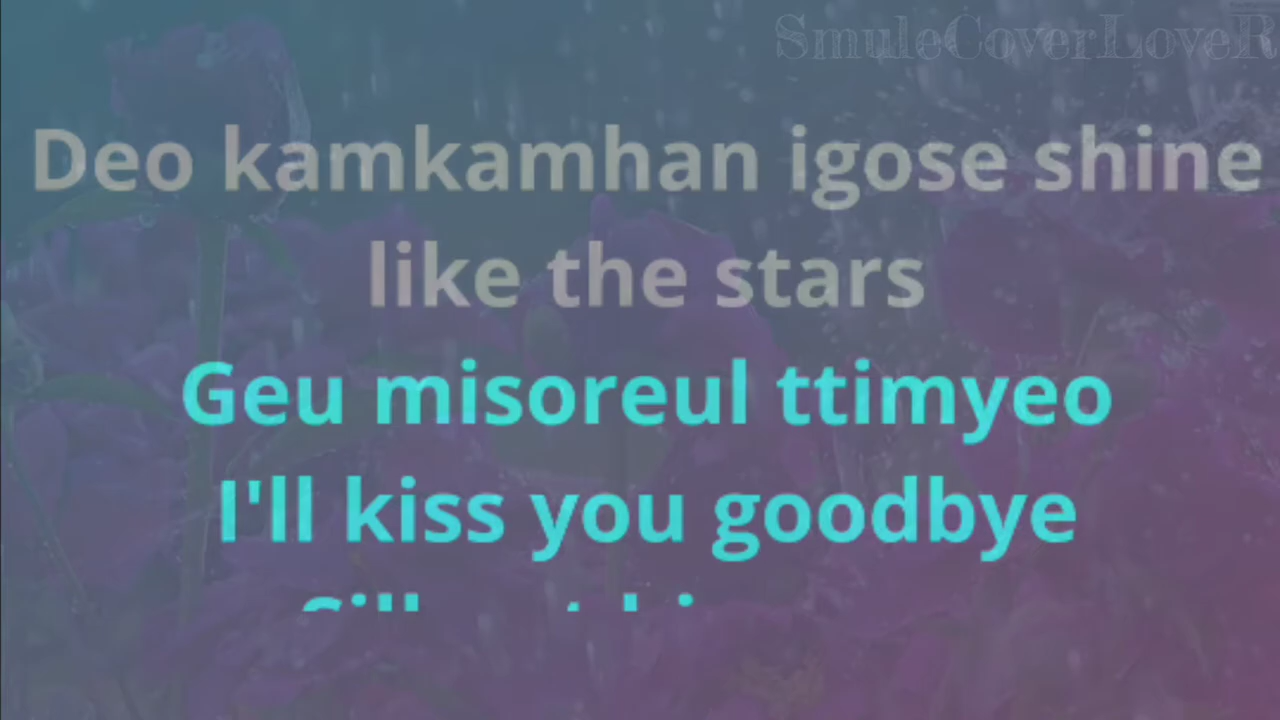 SmuleCoverLoveR
Deo kamkamhan igose shine
like the stars
Geu misoreul ttimyeo
I'll kiss you goodbye